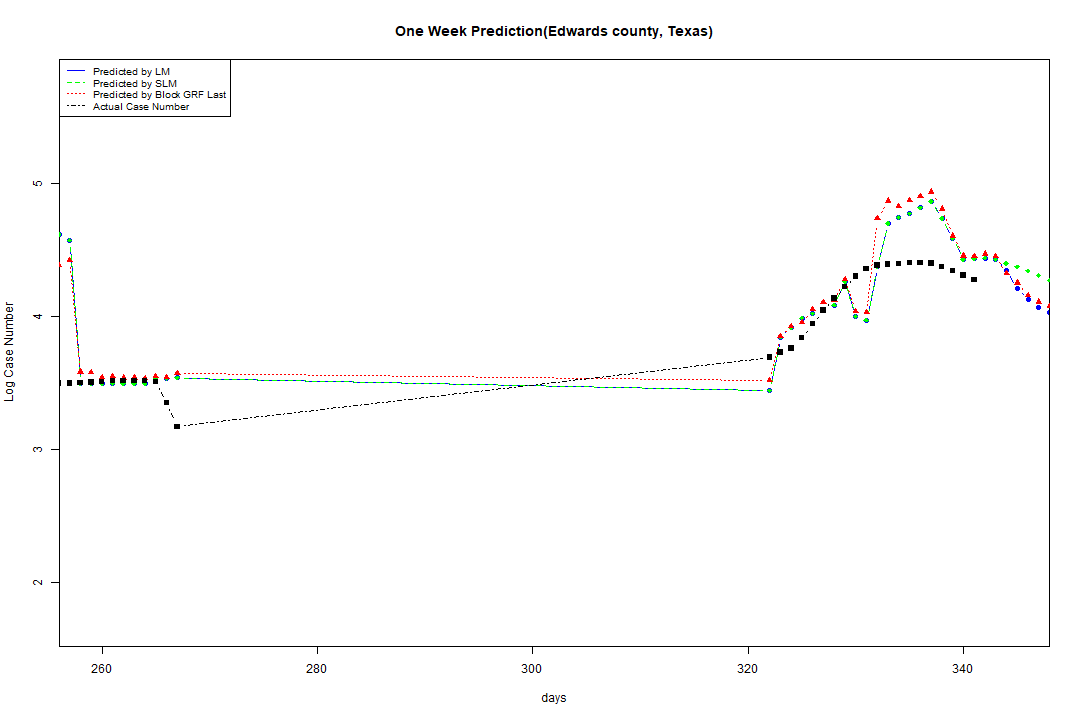 One Week Prediction(Edwards county, Texas)
Predicted by LM
Predicted by SLM
Predicted by Block GRF Last
Actual Case Number
5
4
3
2
Log Case Number
260 280 300 320 340
days